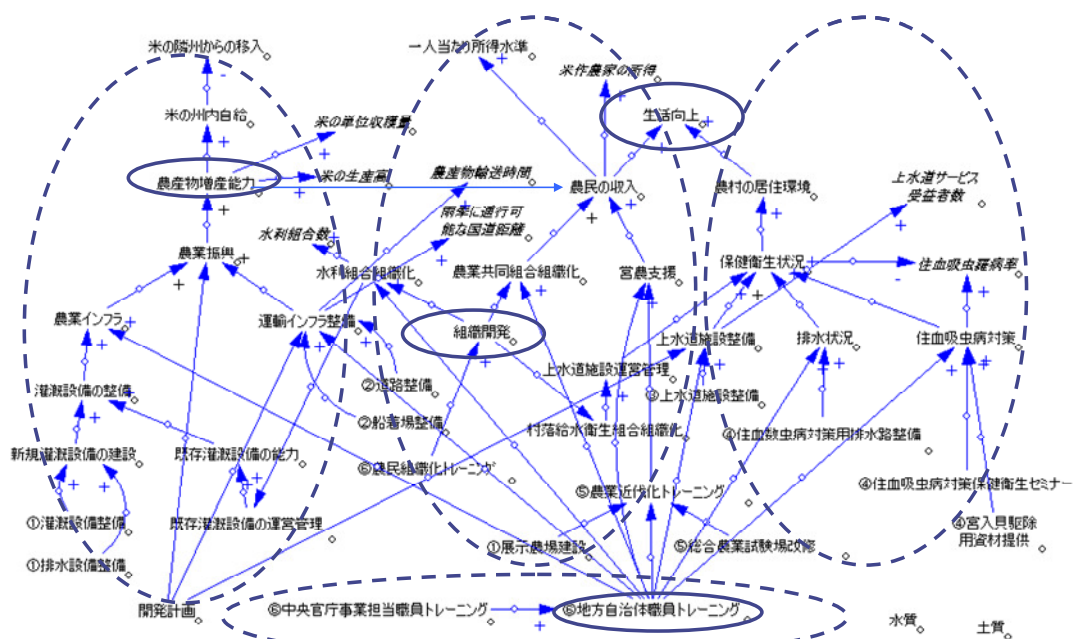 米の隣州からの移入
一人当たり所得水準
米作農家の所得
米の州内自給
生活向上
米の単位収穫量
農産物増産能力
米の生産高
農産物輸送時間
農民の収入
農村の居住環境
上水道サービス
受益者数
雨季に通行可
能な国道距離
水利組合数
農業振興
水利組合組織化
農業共同組合組織化
営農支援
保健衛生状況
住血吸虫羅病率
農業インフラ
運輸インフラ整備
組織開発
上水道施設整備
排水状況
住血吸虫病対策
灌漑設備の整備
②道路整備
上水道施設運営管理
③上水道施設整備
②船着場整備
村落給水衛生組合組織化
④住血数虫病対策用排水路整備
新規灌漑設備の建設
既存灌漑設備の能力
⑥農民組織化トレーニング
⑤農業近代化トレーニング
④住血吸虫病対策保健衛生セミナー
①灌漑設備整備
既存灌漑設備の運営管理
①展示農場建設
⑤総合農業試験場改修
④宮入貝駆除
用資材提供
①排水設備整備
開発計画
⑥中央官庁事業担当職員トレーニング
⑥地方自治体職員トレーニング
水質
土質